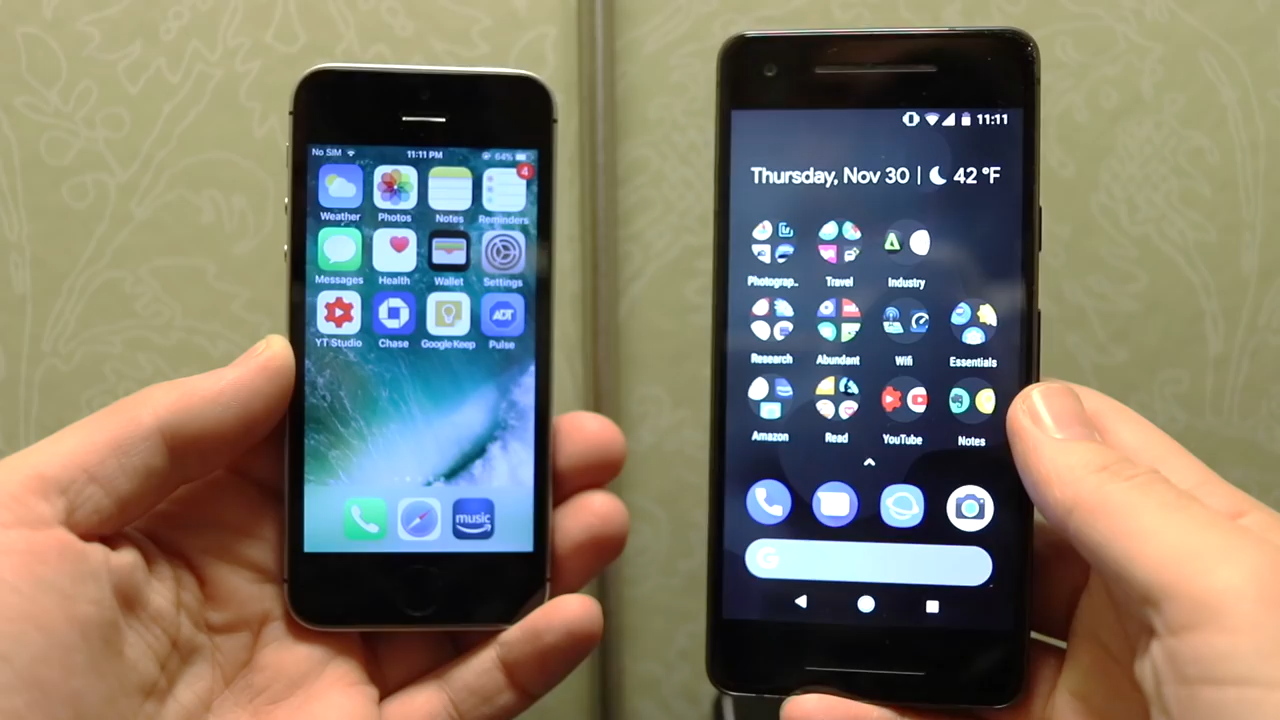 No SIM 11:11 PM 64%
4
Weather Photos Notes Reminders
Messages Health Wallet Settings
ADT
YT Studio Chase Google Keep Pulse
music
11:11
Thursday, Nov 30 | 42 °F
Photograp.. Travel Industry
Research Abundant Wifi Essentials
Amazon Read YouTube Notes
G